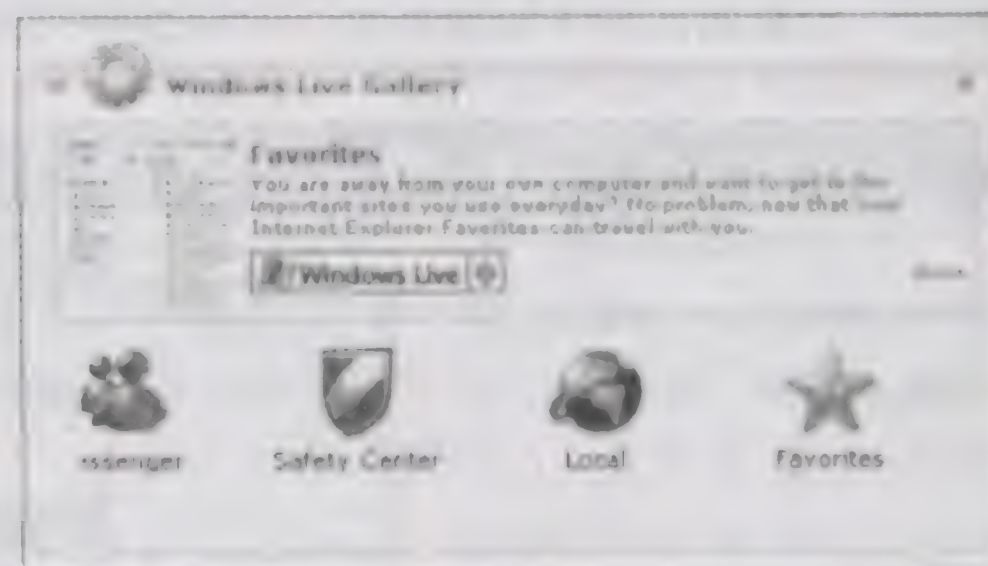 Windows Live Gallery
Favorites
You are away from your own computer and want to get to the
important sites you use everyday? No problem, now that
Internet Explorer Favorites can travel with you.
Windows Live
ssenger
Safety Center
Local
Favorites